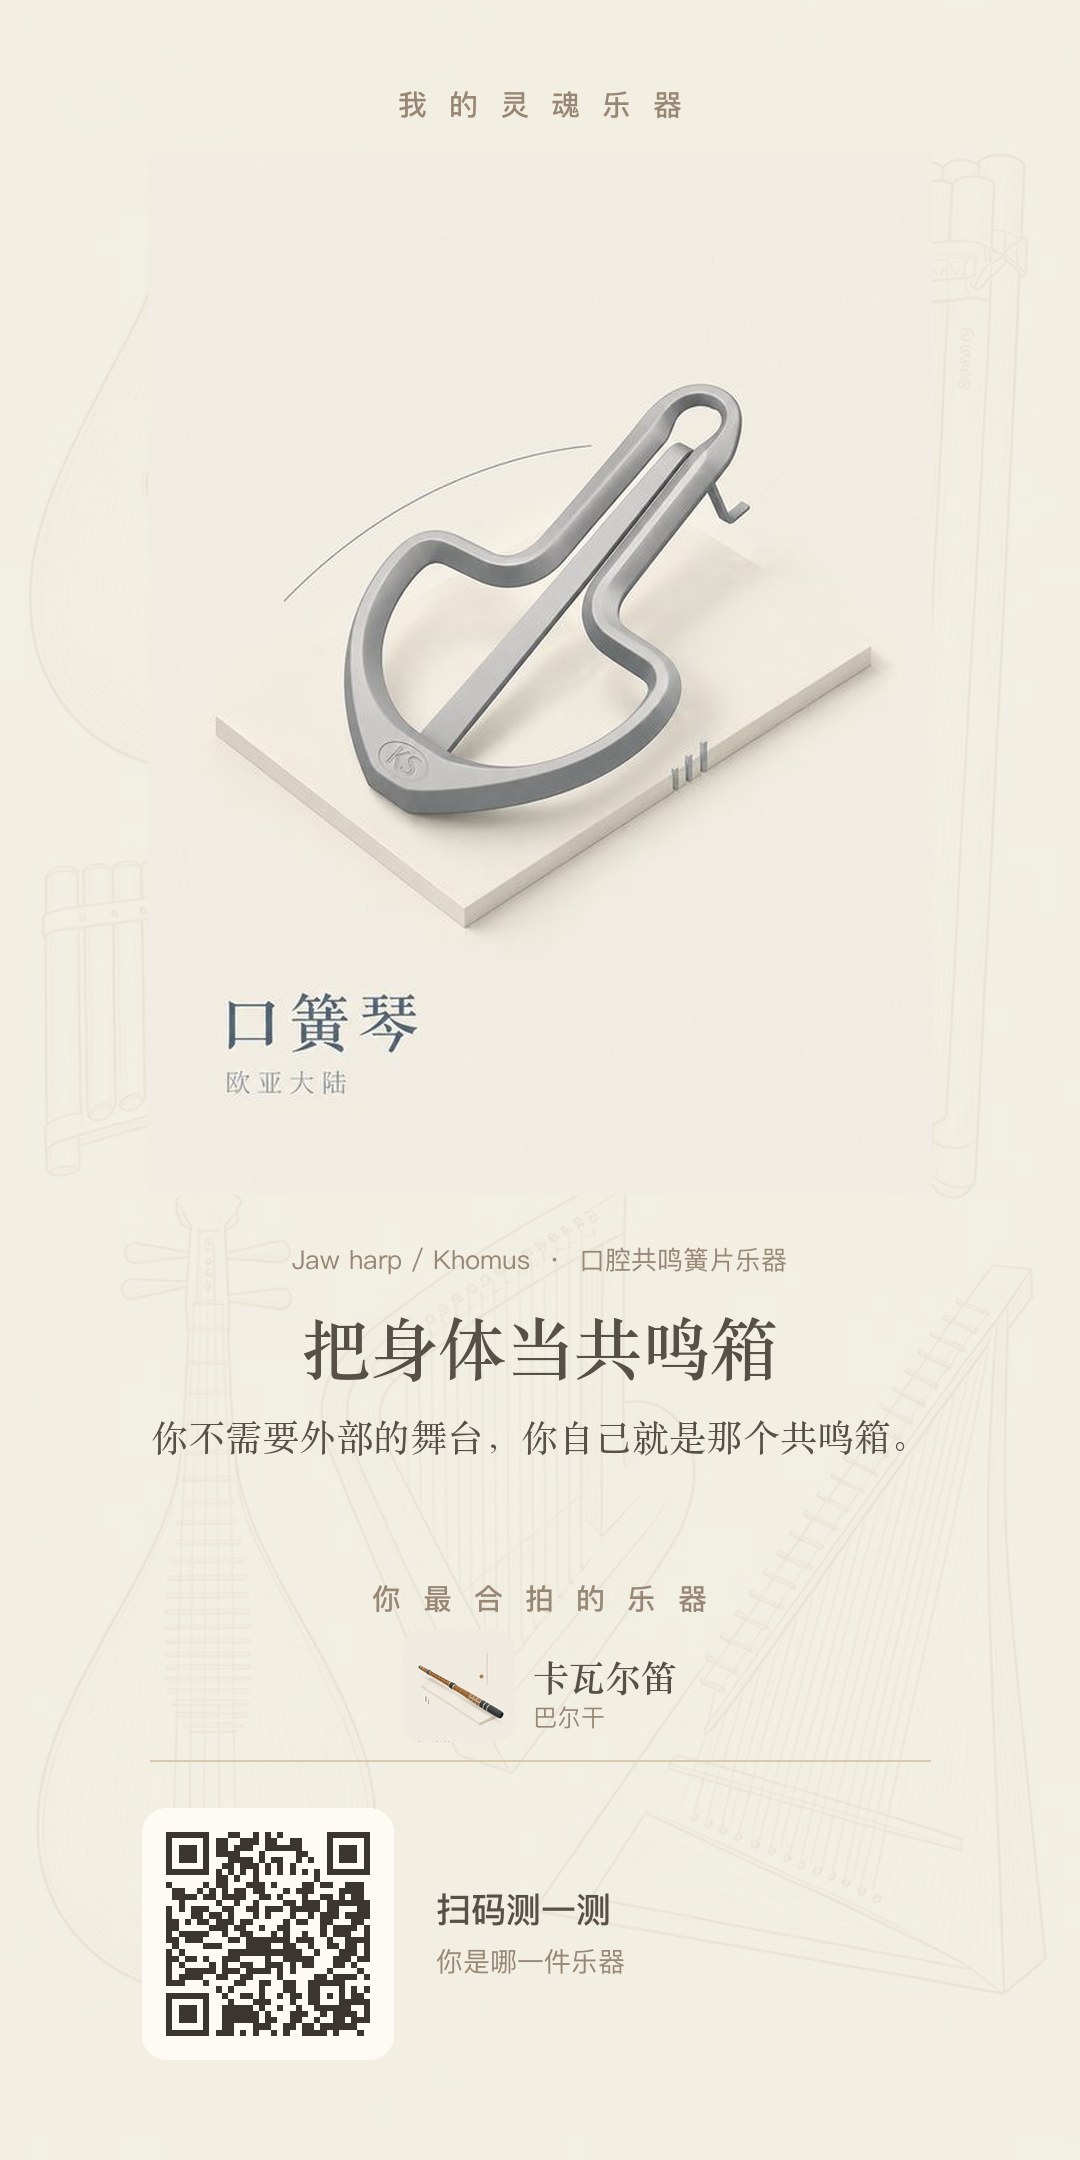 我的灵魂乐器
KS
口簧琴
欧亚大陆
Jaw harp / Khomus · 口腔共鸣簧片乐器
把身体当共鸣箱
你不需要外部的舞台，你自己就是那个共鸣箱。
你最合拍的乐器
卡瓦尔笛
巴尔干
扫码测一测
你是哪一件乐器